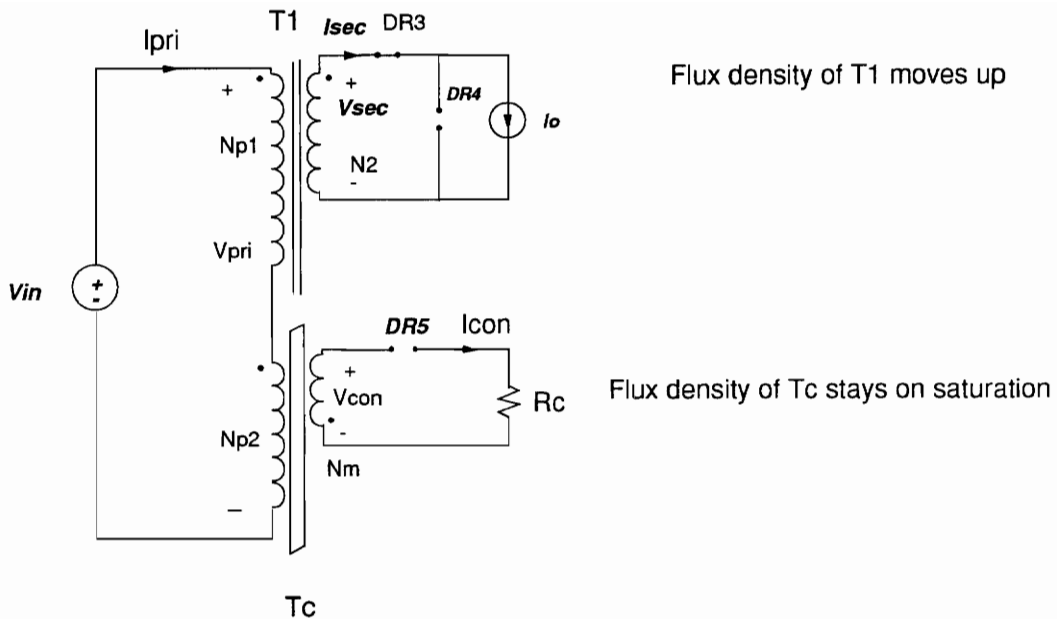 T1
Ipri
Isec DR3
Flux density of T1 moves up
+
+
Vsec
DR4
Io
Np1
N2
-
Vpri
Vin
+
-
DR5
Icon
+
Vcon
Rc
Flux density of Tc stays on saturation
Np2
-
Nm
–
Tc